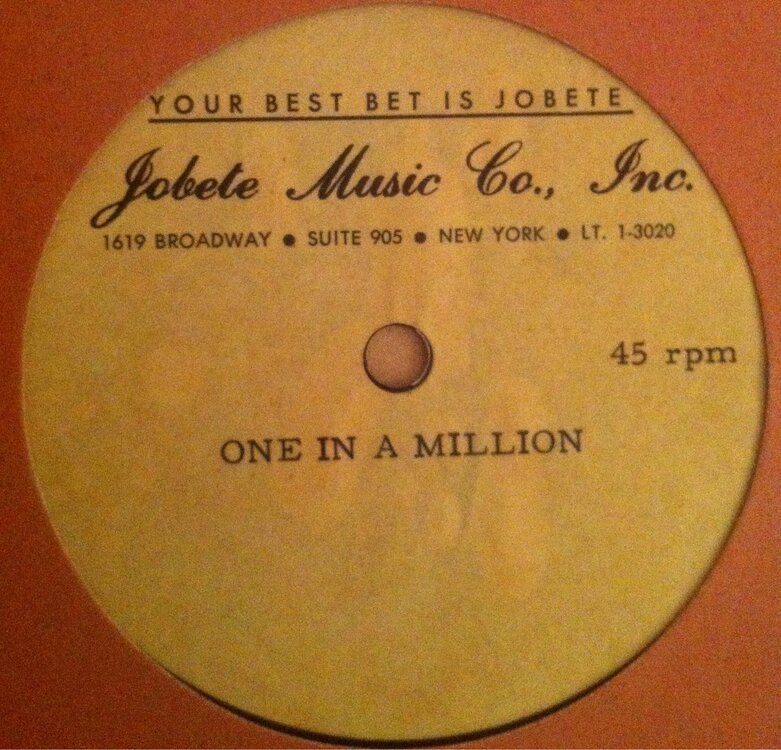 YOUR BEST BET IS JOBETE
Jobete Music Co., Inc.
1619 BROADWAY ● SUITE 905 ● NEW YORK ● LT. 1-3020
45 rpm
ONE IN A MILLION